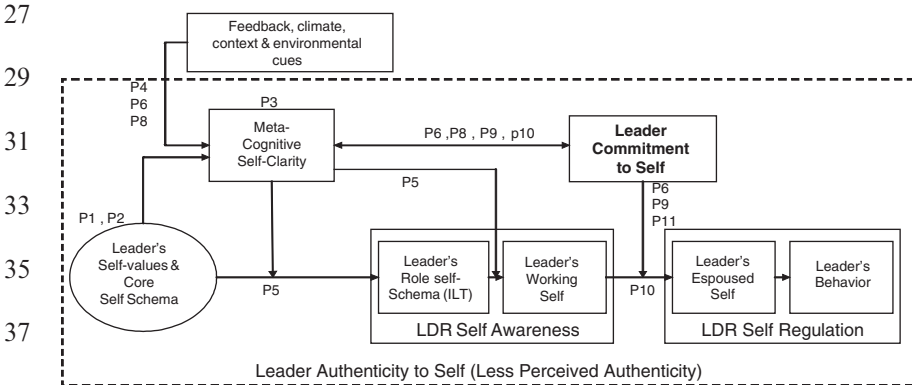 27
Feedback, climate,
context & environmental
cues
29
P4
P6
P8
P3
31
Meta-
Cognitive
Self-Clarity
P6 ,P8 , P9 , p10
Leader
Commitment
to Self
P5
P6
P9
P11
33
P1 , P2
Leader's
Self-values &
Core
Self Schema
35
P5
Leader's
Role self-
Schema (ILT)
Leader's
Working
Self
P10
Leader's
Espoused
Self
Leader's
Behavior
LDR Self Awareness
LDR Self Regulation
37
Leader Authenticity to Self (Less Perceived Authenticity)